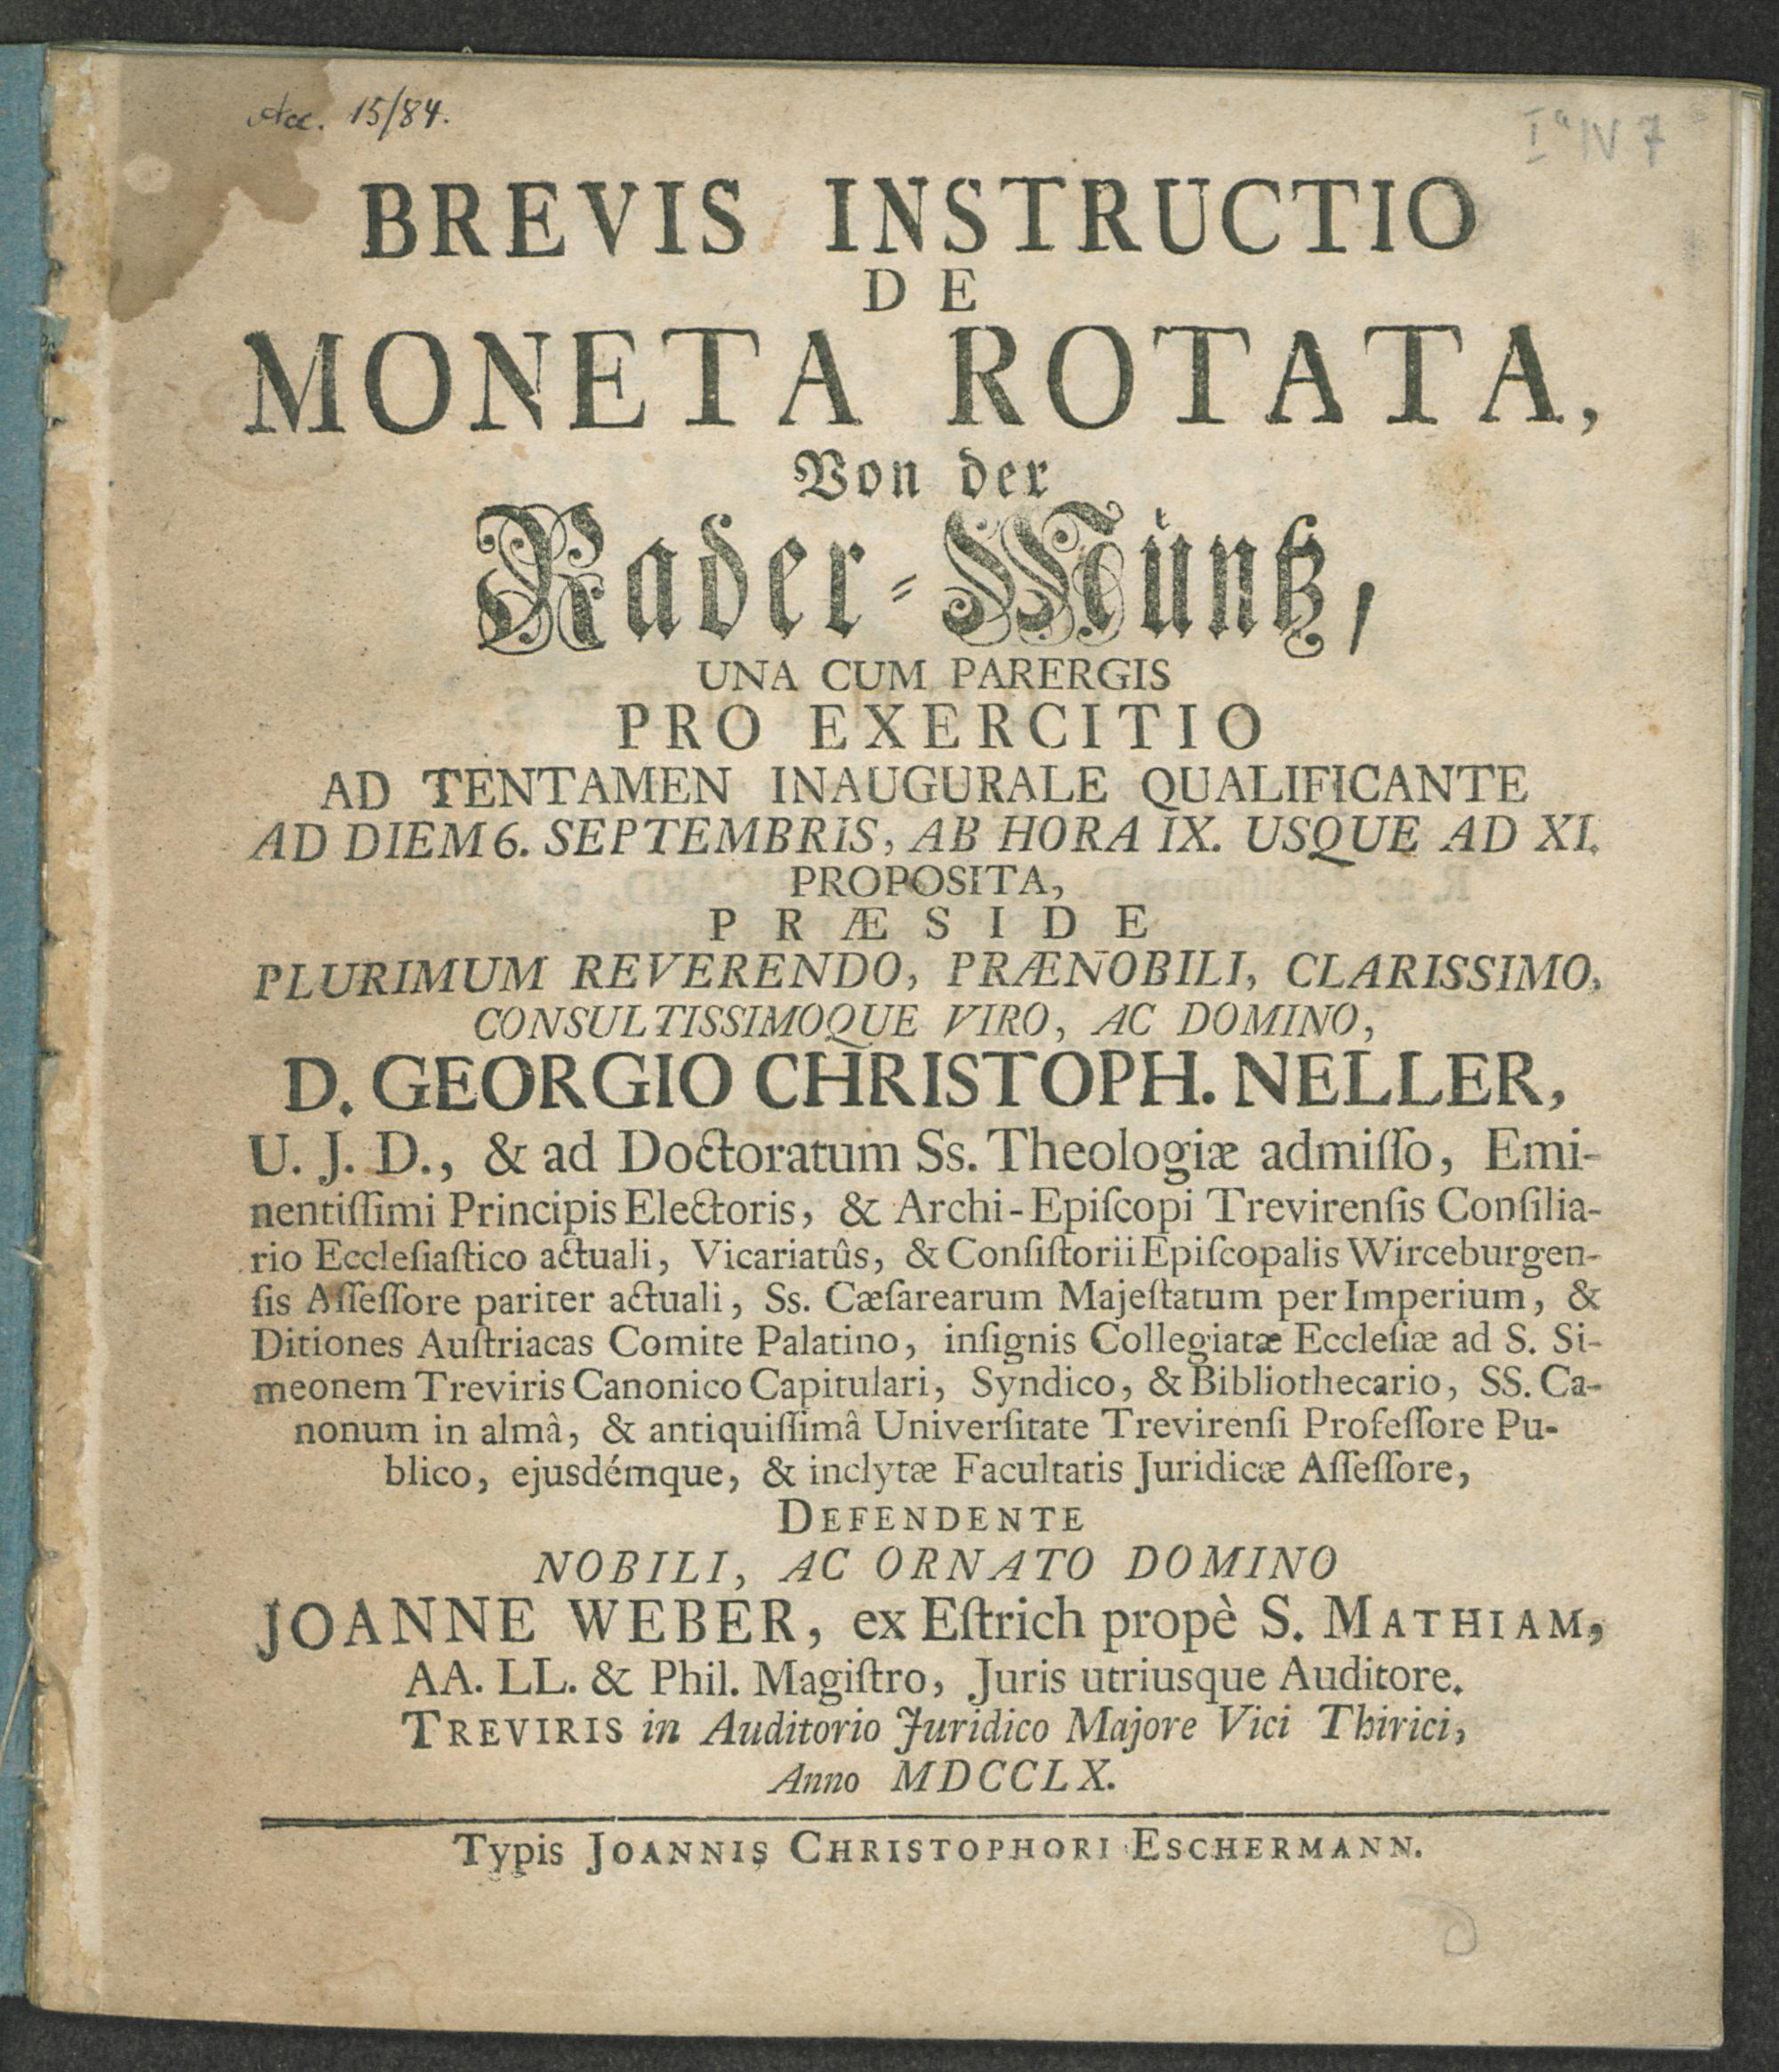 Acc. 15/84.
I a IV 7
BREVIS INSTRUCTIO
DE
MONETA ROTATA,
Von der
Rader-Müntz,
UNA CUM PARERGIS
PRO EXERCITIO
AD TENTAMEN INAUGURALE QUALIFICANTE
AD DIEM 6. SEPTEMBRIS, AB HORA IX. USQUE AD XI.
PROPOSITA,
PRÆSIDE
PLURIMUM REVERENDO, PRÆNOBILI, CLARISSIMO,
CONSULTISSIMOQUE VIRO, AC DOMINO,
D. GEORGIO CHRISTOPH. NELLER,
U. J. D., & ad Doctoratum Ss. Theologiæ admiſſo, Emi-
nentiſſimi Principis Electoris, & Archi-Epiſcopi Trevirenſis Conſilia-
rio Eccleſiaſtico actuali, Vicariatûs, & Conſiſtorii Epiſcopalis Wirceburgen-
ſis Aſſeſſore pariter actuali, Ss. Cæſarearum Majeſtatum per Imperium, &
Ditiones Auſtriacas Comite Palatino, inſignis Collegiatæ Eccleſiæ ad S. Si-
meonem Treviris Canonico Capitulari, Syndico, & Bibliothecario, SS. Ca-
nonum in almâ, & antiquiſſimâ Univerſitate Trevirenſi Profeſſore Pu-
blico, ejusdémque, & inclytæ Facultatis Juridicæ Aſſeſſore,
DEFENDENTE
NOBILI, AC ORNATO DOMINO
JOANNE WEBER, ex Eſtrich propè S. MATHIAM,
AA. LL. & Phil. Magiſtro, Juris utriusque Auditore.
TREVIRIS in Auditorio Juridico Majore Vici Thirici,
Anno MDCCLX.
Typis JOANNIS CHRISTOPHORI ESCHERMANN.